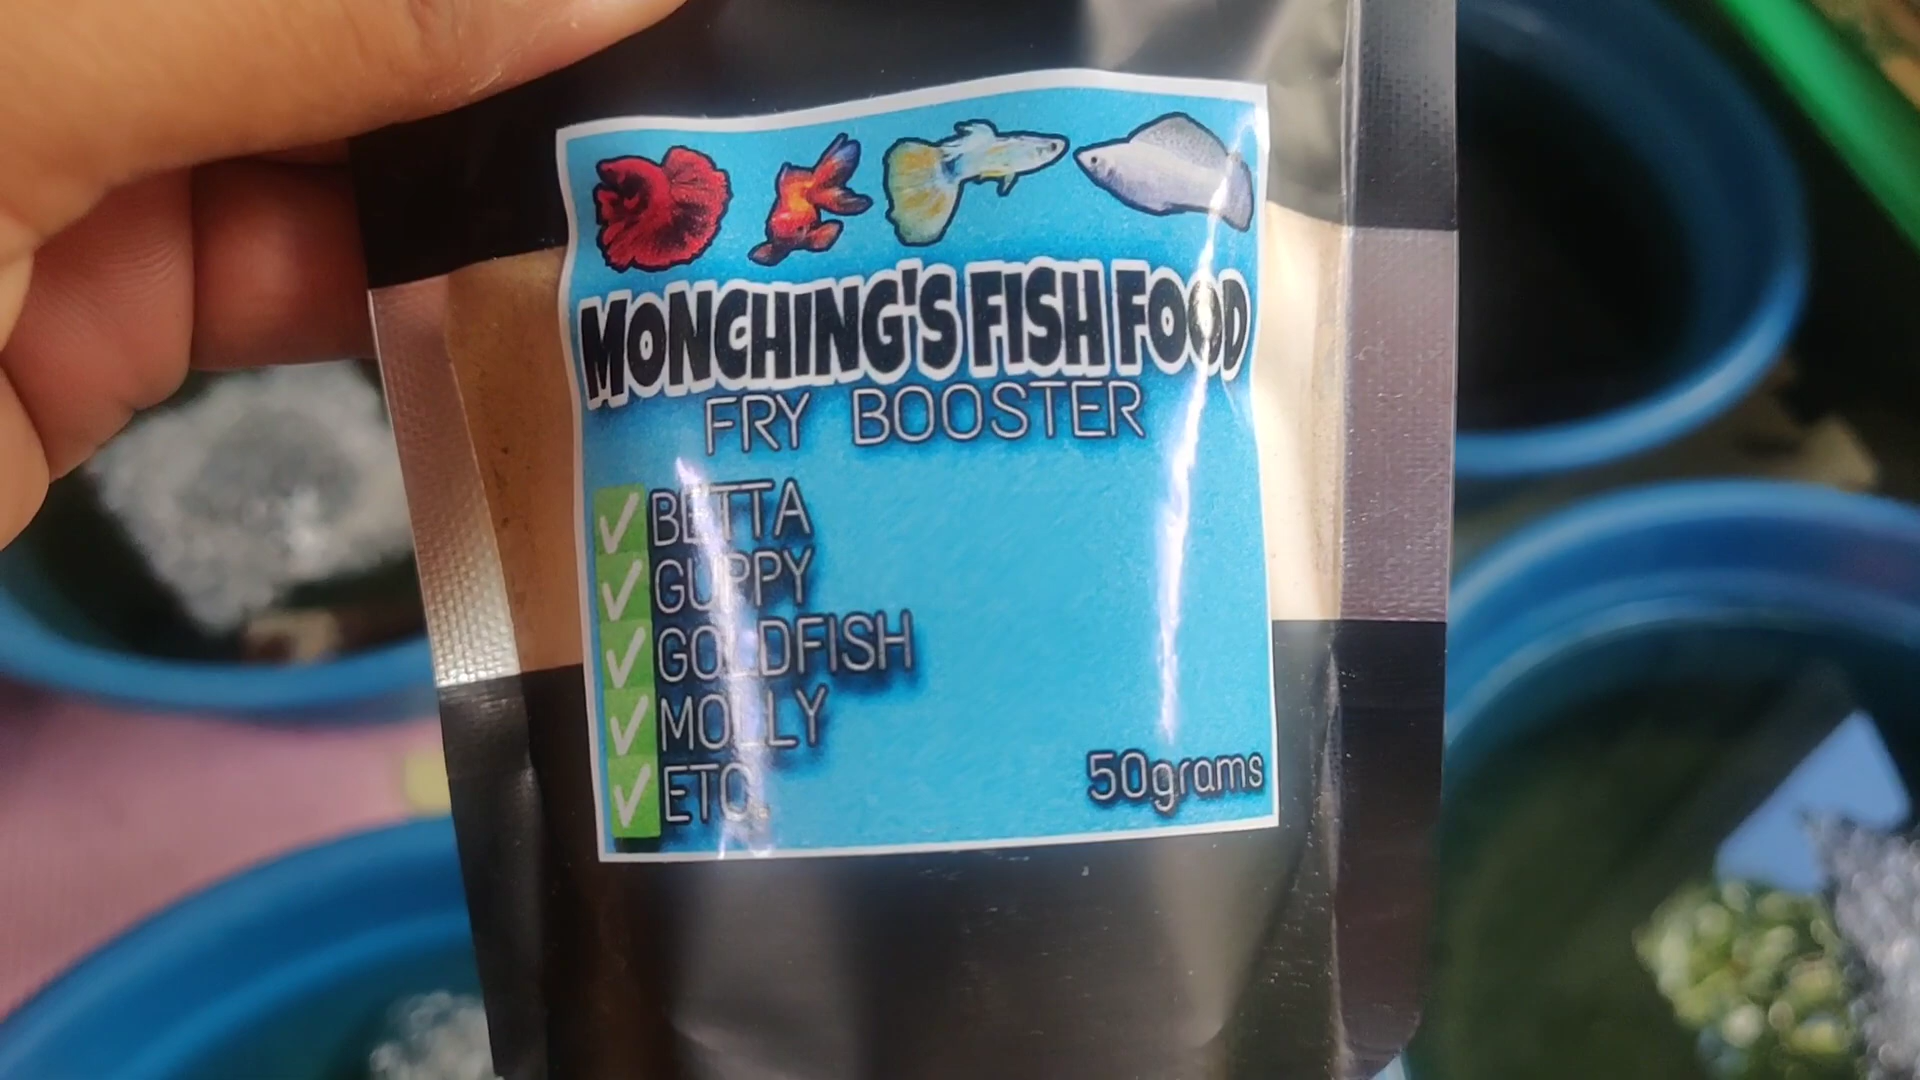 MONCHING'S FISH FOOD
FRY BOOSTER
BETTA
GUPPY
GOLDFISH
MOLLY
ETC.
50grams